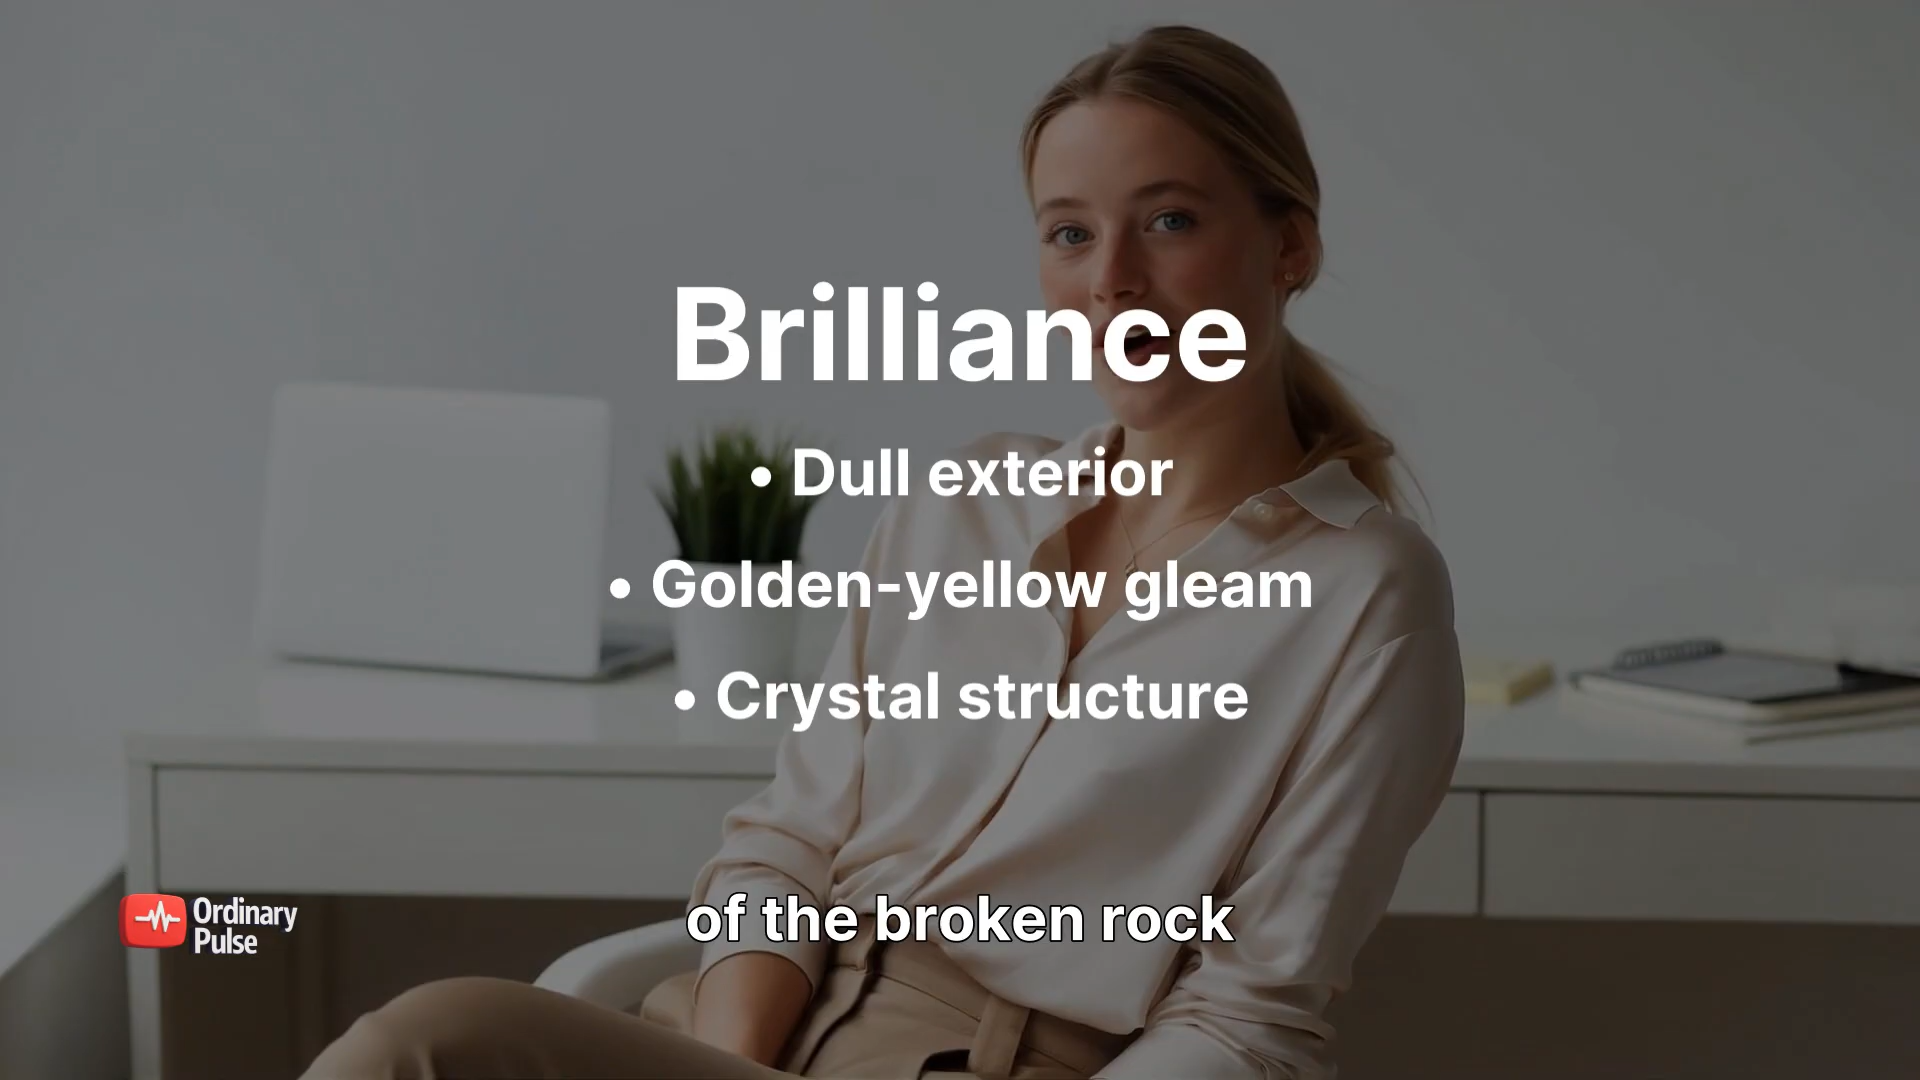 Brilliance
• Dull exterior
• Golden-yellow gleam
• Crystal structure
of the broken rock
Ordinary
Pulse